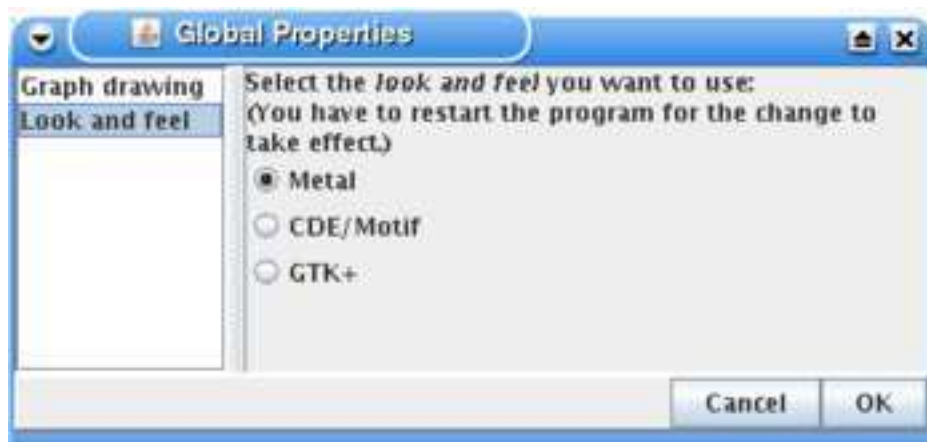 Global Properties
Graph drawing
Look and feel
Select the look and feel you want to use:
(You have to restart the program for the change to
take effect.)
Metal
CDE/Motif
GTK+
Cancel
OK